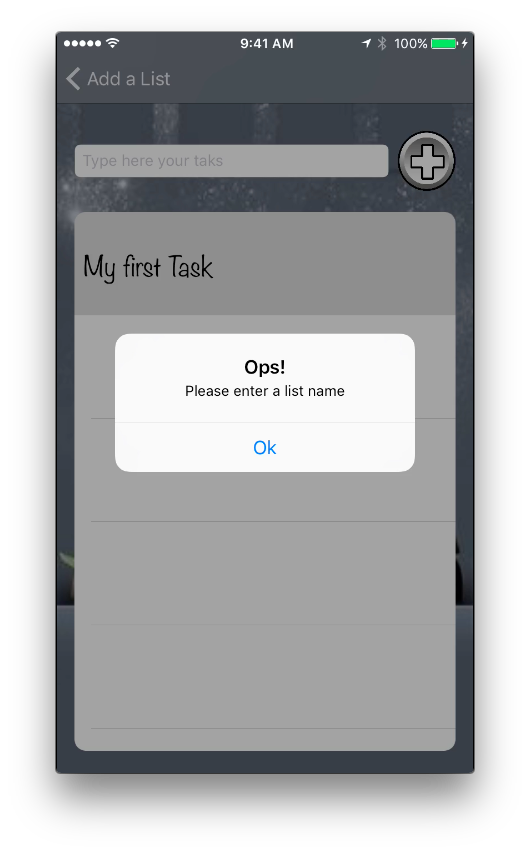 9:41 AM 100%
Add a List
Type here your taks
My first Task
Ops!
Please enter a list name
Ok